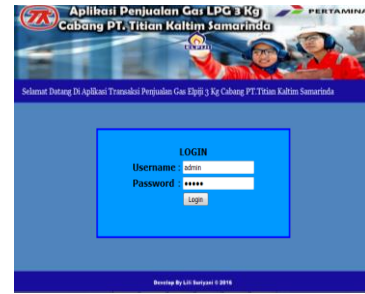 Aplikasi Penjualan Gas LPG 3 Kg
Cabang PT. Titian Kaltim Samarinda
PERTAMINA
ELPIJI
Selamat Datang Di Aplikasi Transaksi Penjualan Gas Elpiji 3 Kg Cabang PT.Titian Kaltim Samarinda
LOGIN
Username : admin
Password : •••••
Login
Develop By Lili Suriyani © 2016